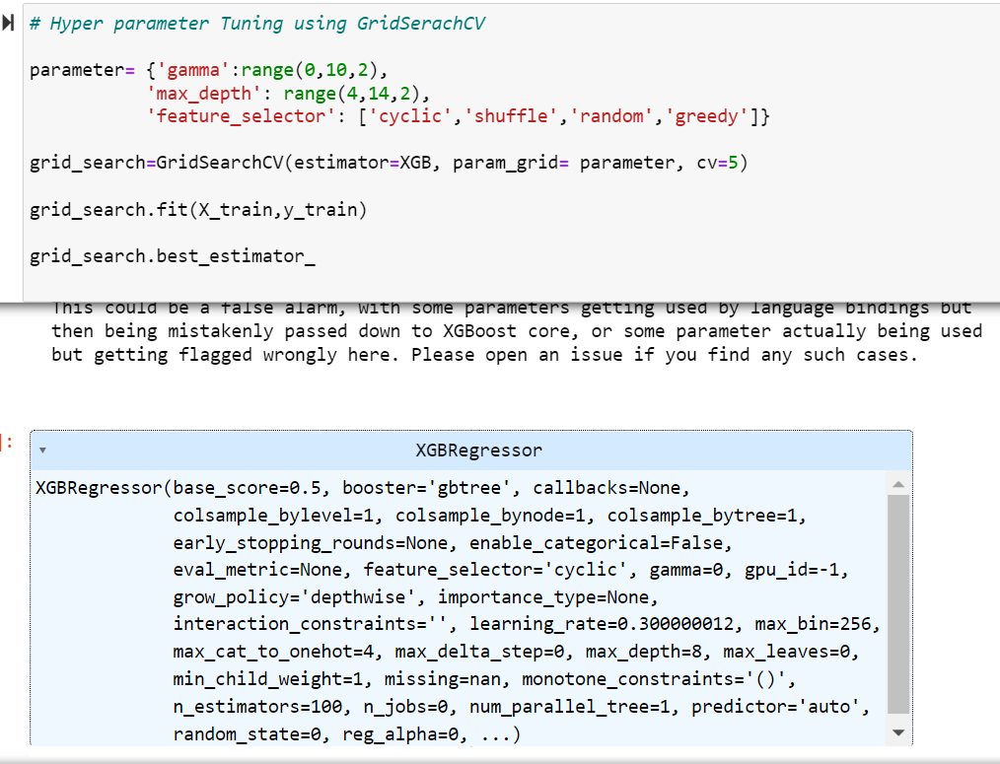 # Hyper parameter Tuning using GridSerachCV
parameter= {'gamma':range(0,10,2),
'max_depth': range(4,14,2),
'feature_selector': ['cyclic','shuffle','random','greedy']}
grid_search=GridSearchCV(estimator=XGB, param_grid= parameter, cv=5)
grid_search.fit(X_train,y_train)
grid_search.best_estimator_
This could be a false alarm, with some parameters getting used by language bindings but
then being mistakenly passed down to XGBoost core, or some parameter actually being used
but getting flagged wrongly here. Please open an issue if you find any such cases.
]:
XGBRegressor
XGBRegressor(base_score=0.5, booster='gbtree', callbacks=None,
colsample_bylevel=1, colsample_bynode=1, colsample_bytree=1,
early_stopping_rounds=None, enable_categorical=False,
eval_metric=None, feature_selector='cyclic', gamma=0, gpu_id=-1,
grow_policy='depthwise', importance_type=None,
interaction_constraints='', learning_rate=0.300000012, max_bin=256,
max_cat_to_onehot=4, max_delta_step=0, max_depth=8, max_leaves=0,
min_child_weight=1, missing=nan, monotone_constraints='()',
n_estimators=100, n_jobs=0, num_parallel_tree=1, predictor='auto',
random_state=0, reg_alpha=0, ...)